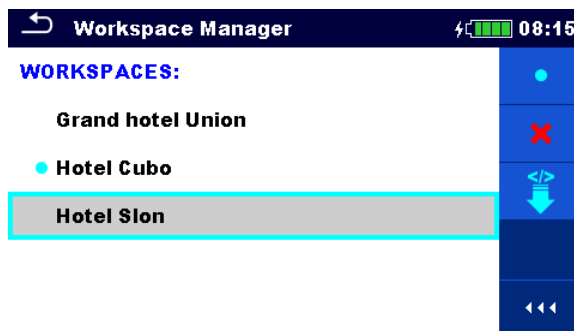 Workspace Manager 08:15
WORKSPACES:
Grand hotel Union
Hotel Cubo
</>
Hotel Slon